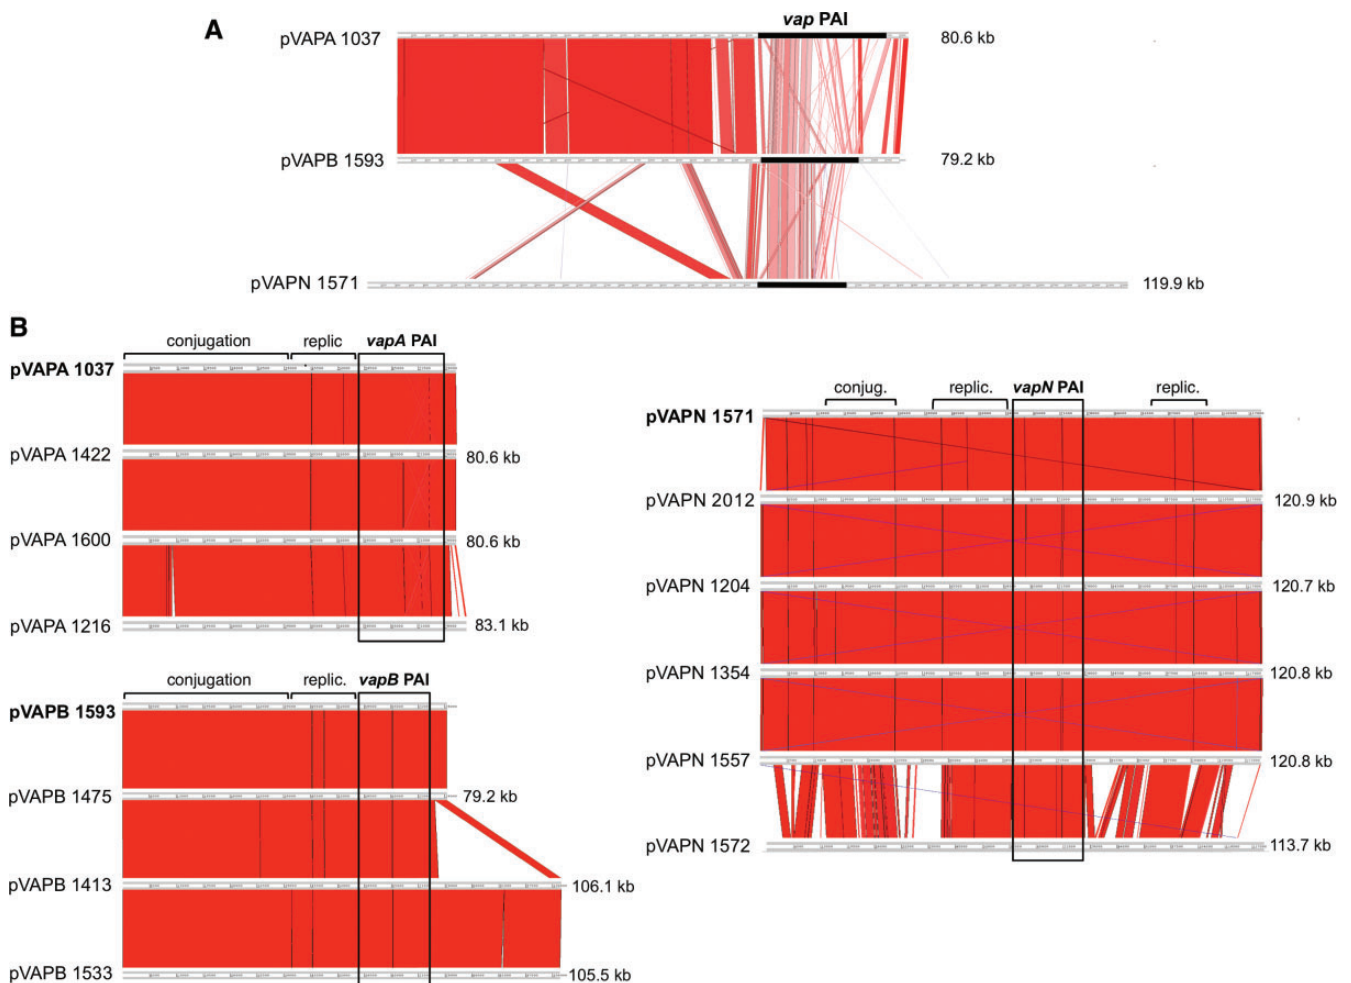 A
vap PAI
pVAPA 1037
80.6 kb
pVAPB 1593
79.2 kb
pVAPN 1571
119.9 kb
B
conjugation replic vapA PAI
pVAPA 1037
pVAPA 1422
80.6 kb
pVAPA 1600
80.6 kb
pVAPA 1216
83.1 kb
conjugation replic. vapB PAI
pVAPB 1593
pVAPB 1475
79.2 kb
pVAPB 1413
106.1 kb
pVAPB 1533
105.5 kb
conjug. replic. vapN PAI replic.
pVAPN 1571
pVAPN 2012
120.9 kb
pVAPN 1204
120.7 kb
pVAPN 1354
120.8 kb
pVAPN 1557
120.8 kb
pVAPN 1572
113.7 kb